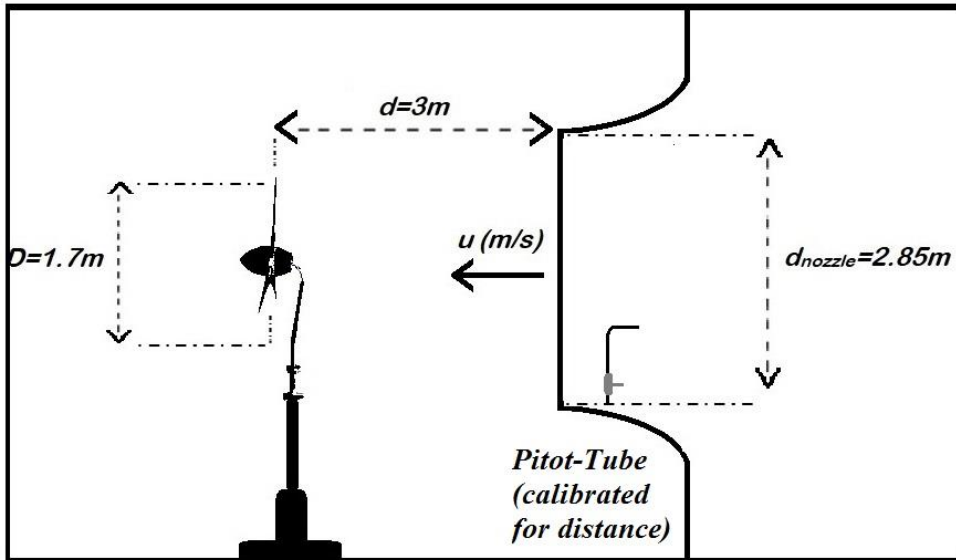 d=3m
D=1.7m
u (m/s)
dnozzle=2.85m
Pitot-Tube
(calibrated
for distance)